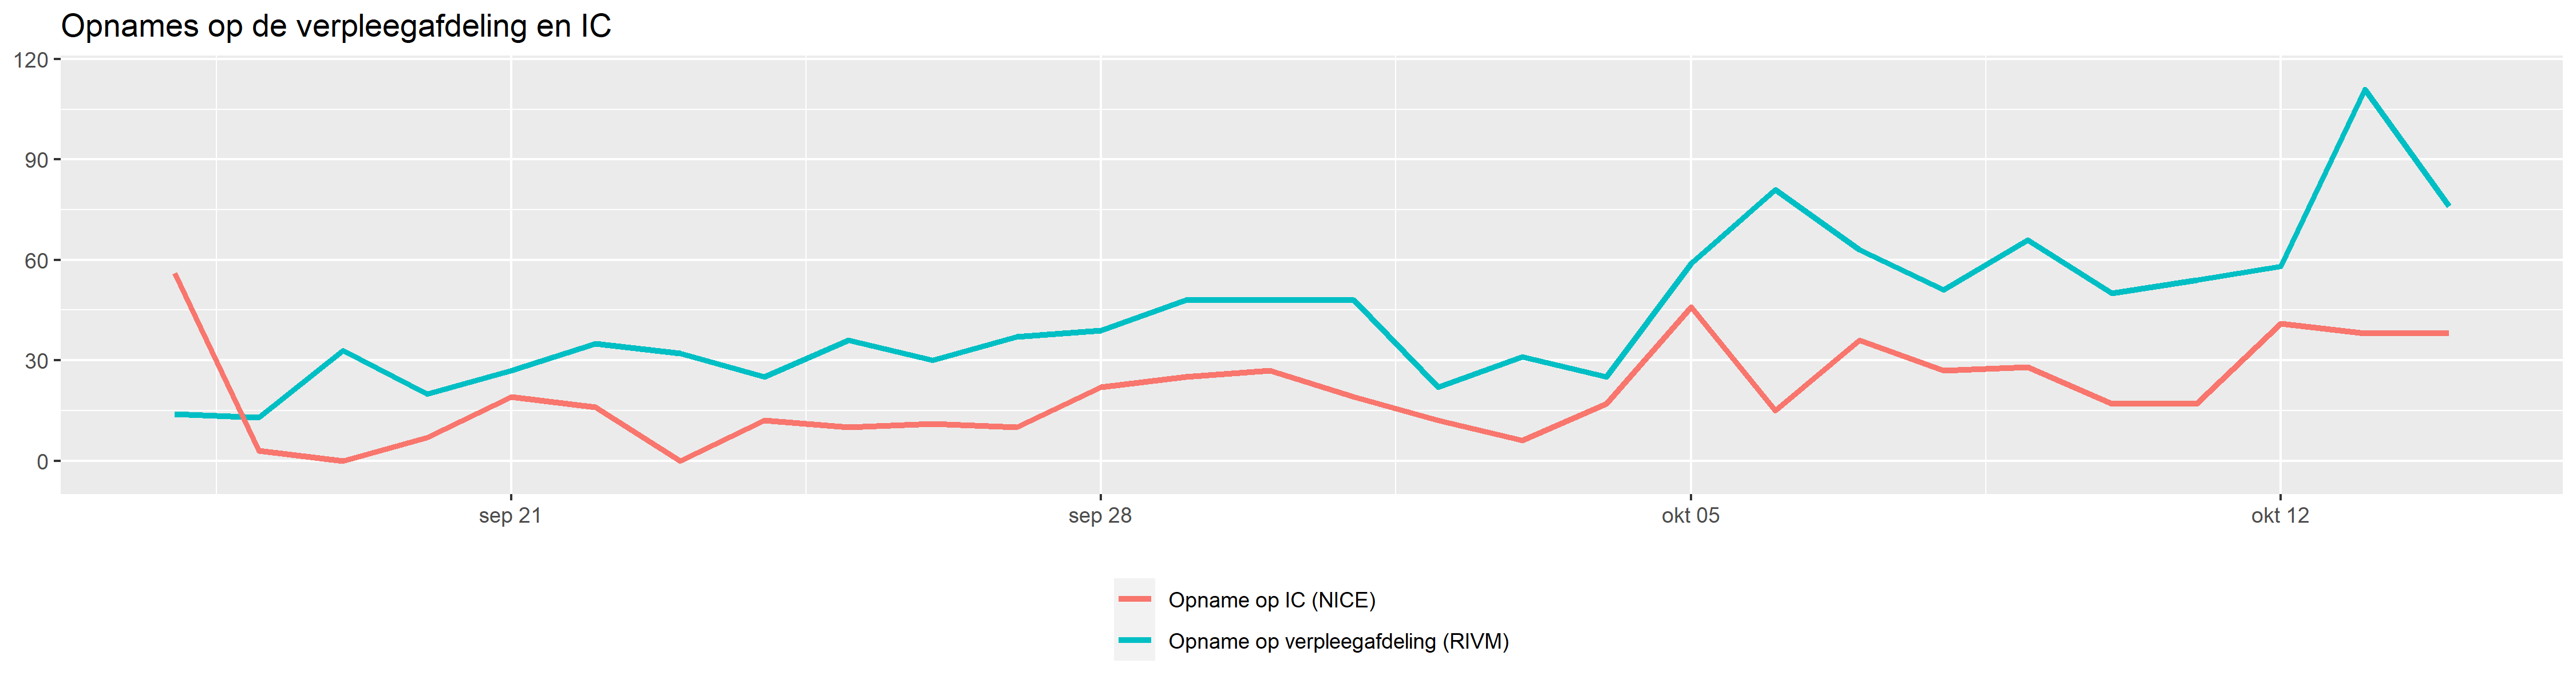 Opnames op de verpleegafdeling en IC
120
90
60
30
0
sep 21 sep 28 okt 05 okt 12
Opname op IC (NICE)
Opname op verpleegafdeling (RIVM)